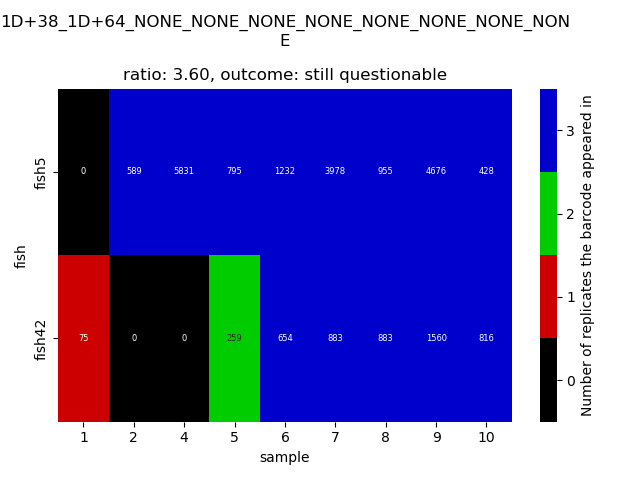 1D+38_1D+64_NONE_NONE_NONE_NONE_NONE_NONE_NONE_NON
E
ratio: 3.60, outcome: still questionable
fish5
0 589 5831 795 1232 3978 955 4676 428
fish
fish42
75 0 0 259 654 883 883 1560 816
1 2 4 5 6 7 8 9 10
sample
3
2
1
0
Number of replicates the barcode appeared in